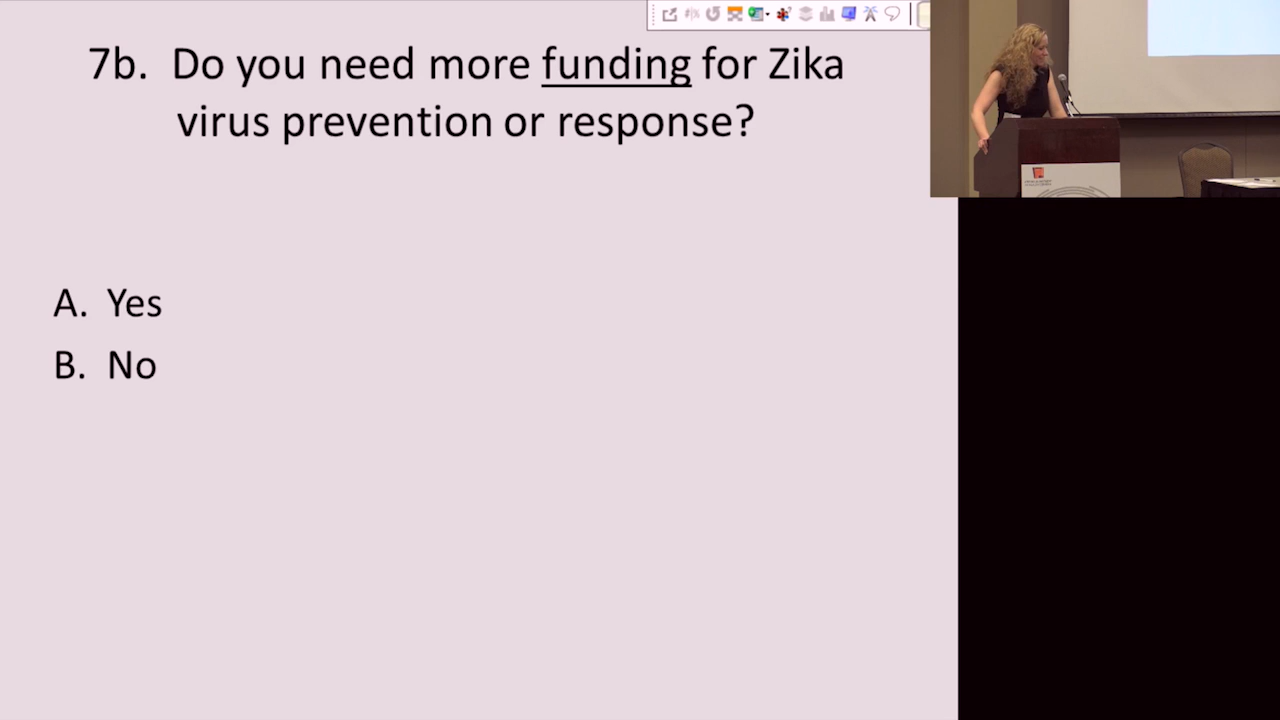 7b. Do you need more funding for Zika
virus prevention or response?
A. Yes
B. No